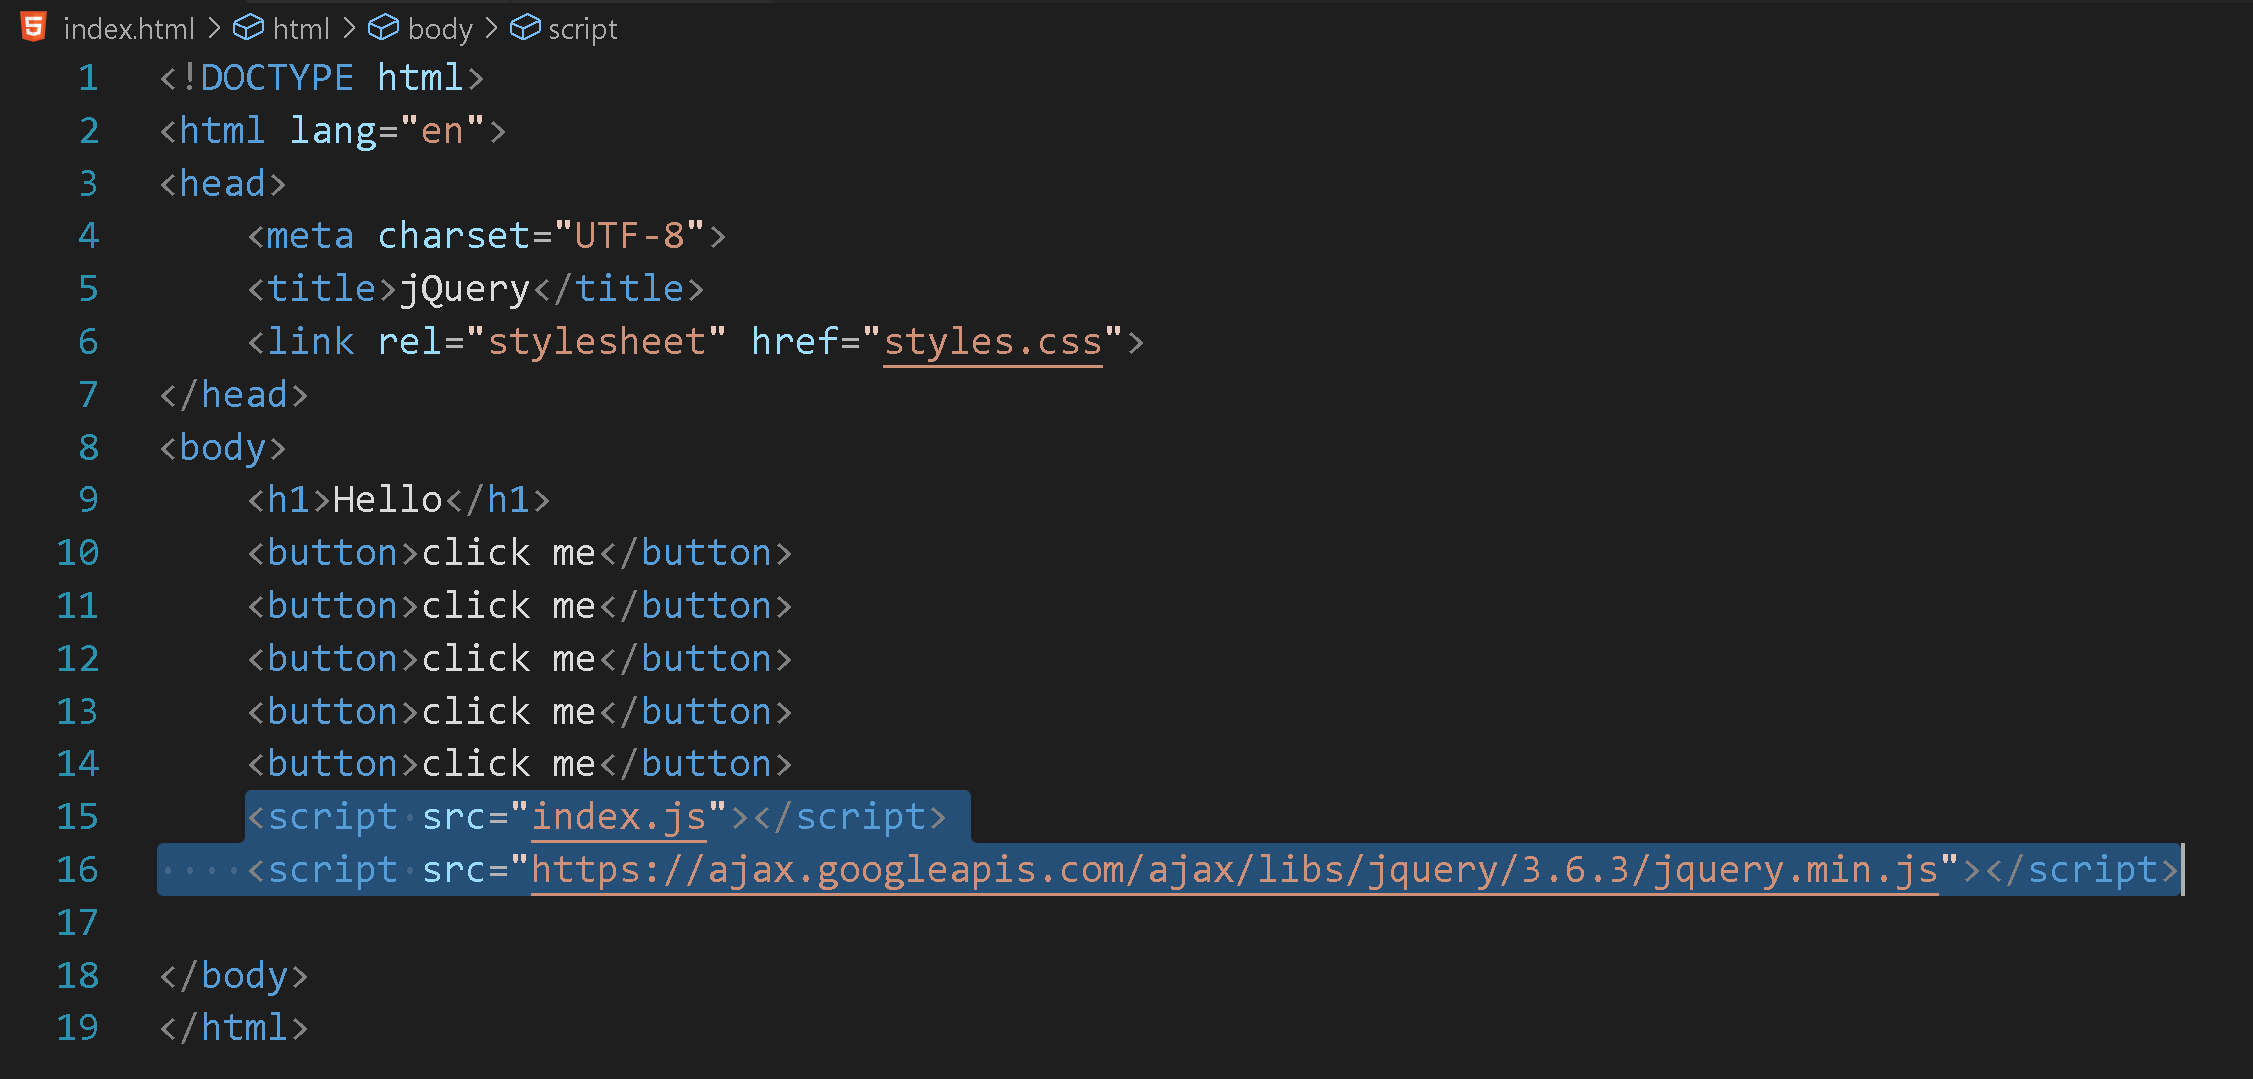 index.html > html > body > script
1 <!DOCTYPE html>
2 <html lang="en">
3 <head>
4     <meta charset="UTF-8">
5     <title>jQuery</title>
6     <link rel="stylesheet" href="styles.css">
7 </head>
8 <body>
9     <h1>Hello</h1>
10     <button>click me</button>
11     <button>click me</button>
12     <button>click me</button>
13     <button>click me</button>
14     <button>click me</button>
15     <script src="index.js"></script>
16     <script src="https://ajax.googleapis.com/ajax/libs/jquery/3.6.3/jquery.min.js"></script>
17
18 </body>
19 </html>